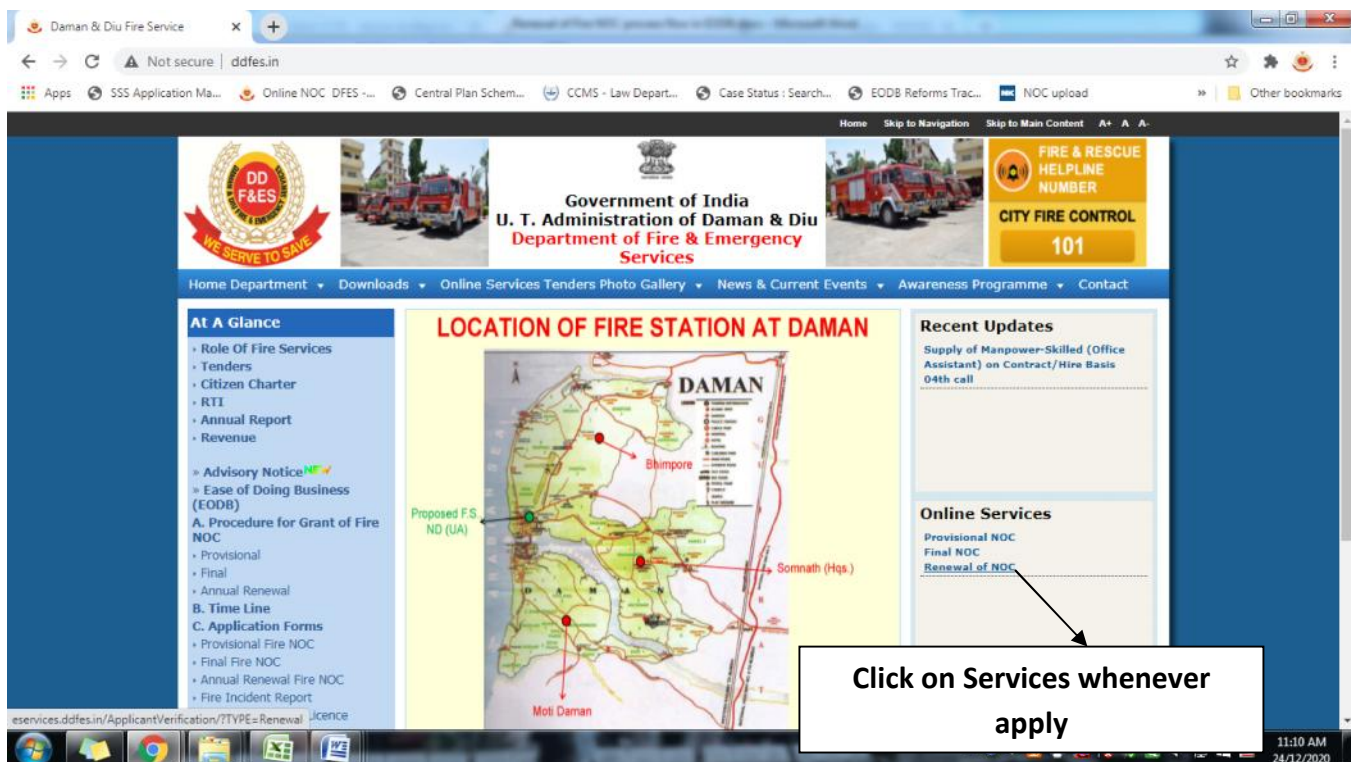 Daman & Diu Fire Service
Not secure | ddfes.in
Apps SSS Application Ma... Online NOC DFES -... Central Plan Schem... CCMS - Law Depart... Case Status : Search... EODB Reforms Trac... NOC upload » Other bookmarks
Home Skip to Navigation Skip to Main Content A+ A A-
DD
F&ES
WE SERVE TO SAVE
Government of India
U. T. Administration of Daman & Diu
Department of Fire & Emergency
Services
FIRE & RESCUE
HELPLINE
NUMBER
CITY FIRE CONTROL
101
Home Department Downloads Online Services Tenders Photo Gallery News & Current Events Awareness Programme Contact
At A Glance
Role Of Fire Services
Tenders
Citizen Charter
RTI
Annual Report
Revenue
» Advisory Notice NEW
» Ease of Doing Business
(EODB)
A. Procedure for Grant of Fire
NOC
Provisional
Final
Annual Renewal
B. Time Line
C. Application Forms
Provisional Fire NOC
Final Fire NOC
Annual Renewal Fire NOC
Fire Incident Report
Licence
LOCATION OF FIRE STATION AT DAMAN
DAMAN
Bhimpore
Proposed F.S.
ND (UA)
Somnath (Hqs.)
D A M A N
Moti Daman
Recent Updates
Supply of Manpower-Skilled (Office
Assistant) on Contract/Hire Basis
04th call
Online Services
Provisional NOC
Final NOC
Renewal of NOC
Click on Services whenever
apply
eservices.ddfes.in/ApplicantVerification/?TYPE=Renewal
11:10 AM
24/12/2020